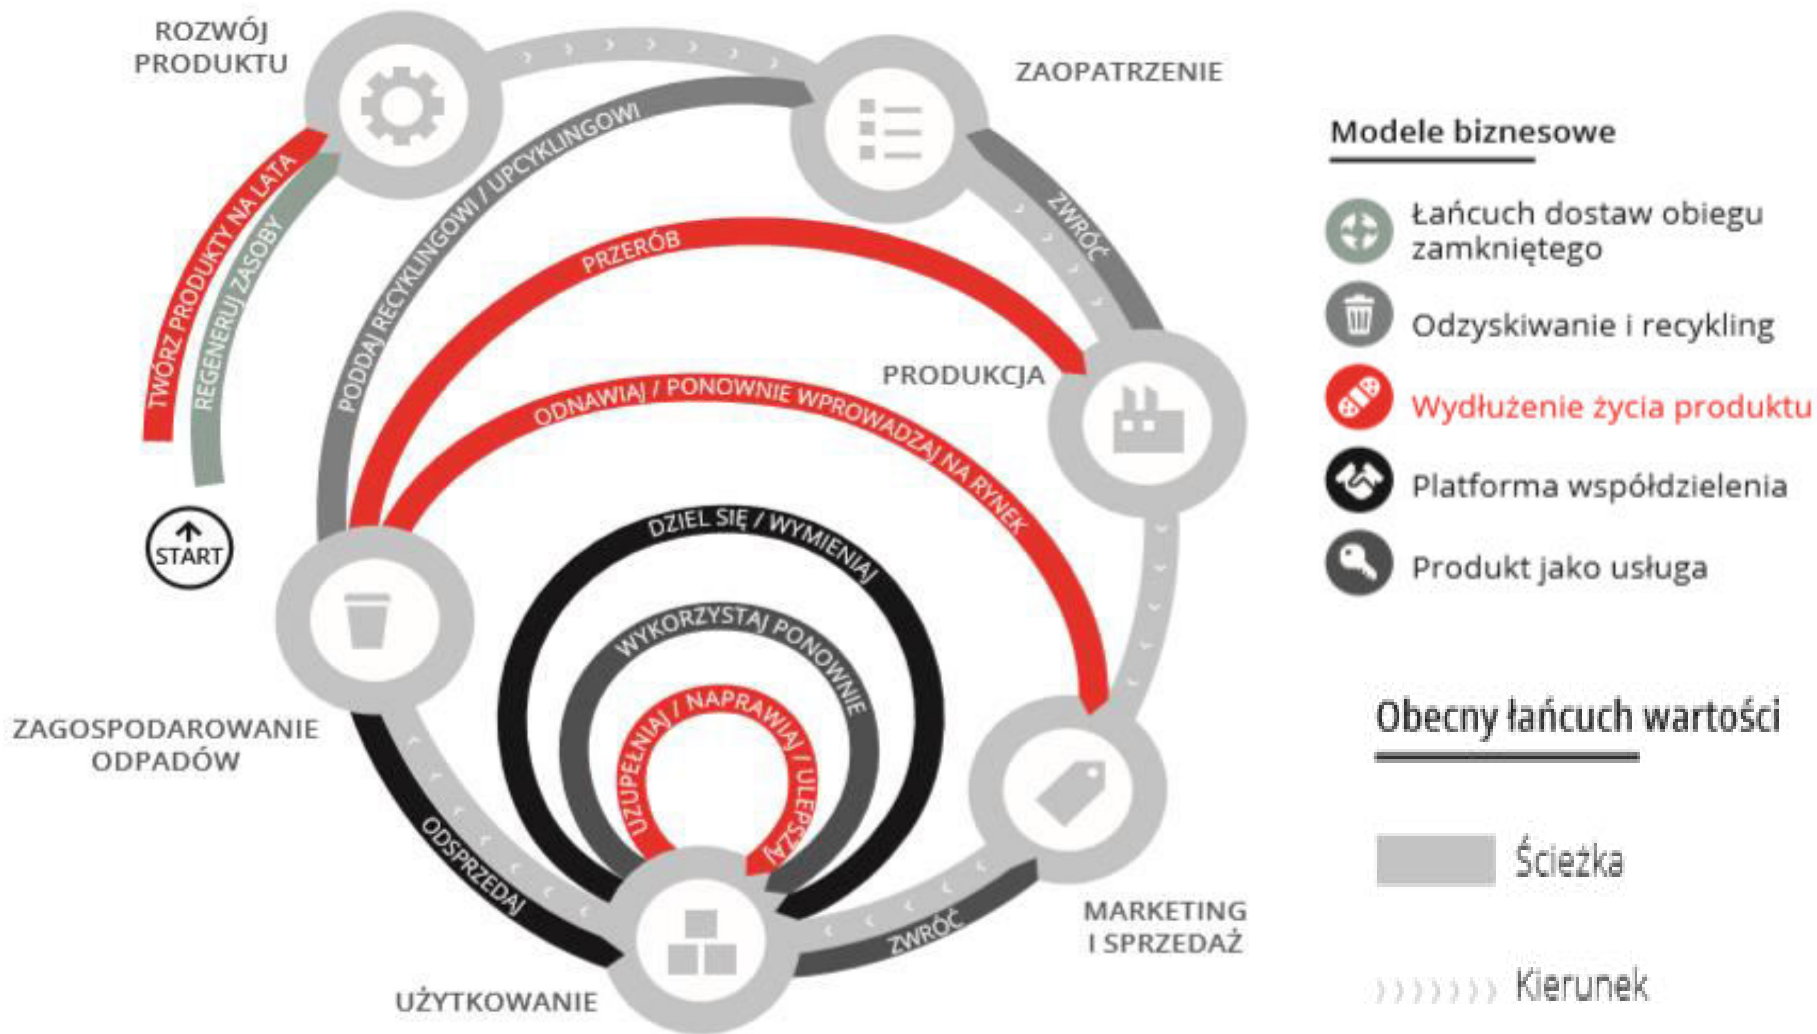 ROZWÓJ
PRODUKTU
ZAOPATRZENIE
TWÓRZ PRODUKTY NA LATA
REGENERUJ ZASOBY
PODDAJ RECYKLINGOWI / UPCYKLINGOWI
ZWRÓĆ
PRZERÓB
PRODUKCJA
ODNAWIAJ / PONOWNIE WPROWADZAJ NA RYNEK
START
DZIEL SIĘ / WYMIENIAJ
WYKORZYSTAJ PONOWNIE
UZUPEŁNIAJ / NAPRAWIAJ / ULEPSZAJ
ZAGOSPODAROWANIE
ODPADÓW
ODSPRZEDAJ
ZWRÓĆ
MARKETING
I SPRZEDAŻ
UŻYTKOWANIE
Modele biznesowe
Łańcuch dostaw obiegu
zamkniętego
Odzyskiwanie i recykling
Wydłużenie życia produktu
Platforma współdzielenia
Produkt jako usługa
Obecny łańcuch wartości
Ścieżka
Kierunek